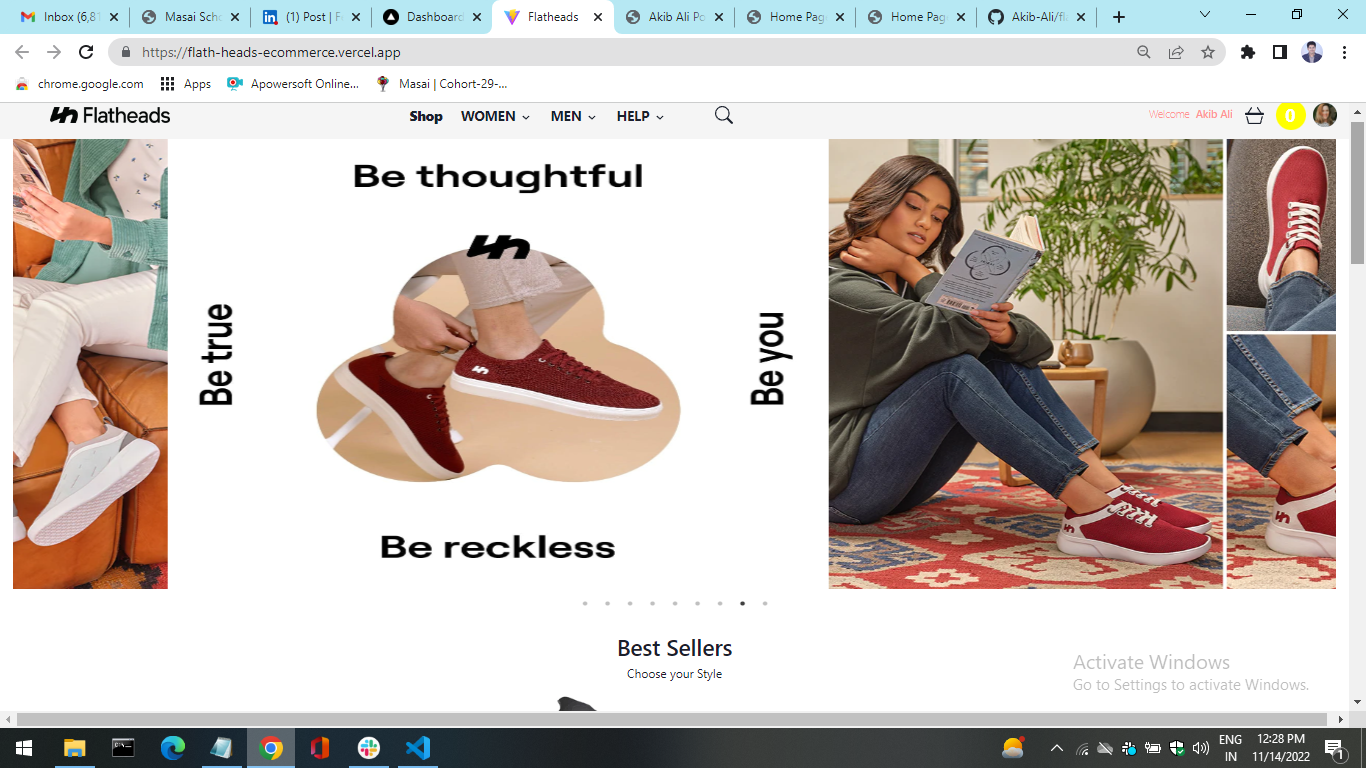 Inbox (6,81
Masai Scho
(1) Post | F
Dashboard
Flatheads
Akib Ali Po
Home Pag
Home Pag
Akib-Ali/fl
https://flath-heads-ecommerce.vercel.app
chrome.google.com
Apps
Apowersoft Online...
Masai | Cohort-29-...
Flatheads
Shop
WOMEN
MEN
HELP
Welcome Akib Ali
0
Be thoughtful
Be true
Be you
Be reckless
Best Sellers
Choose your Style
Activate Windows
Go to Settings to activate Windows.
ENG
IN
12:28 PM
11/14/2022
1